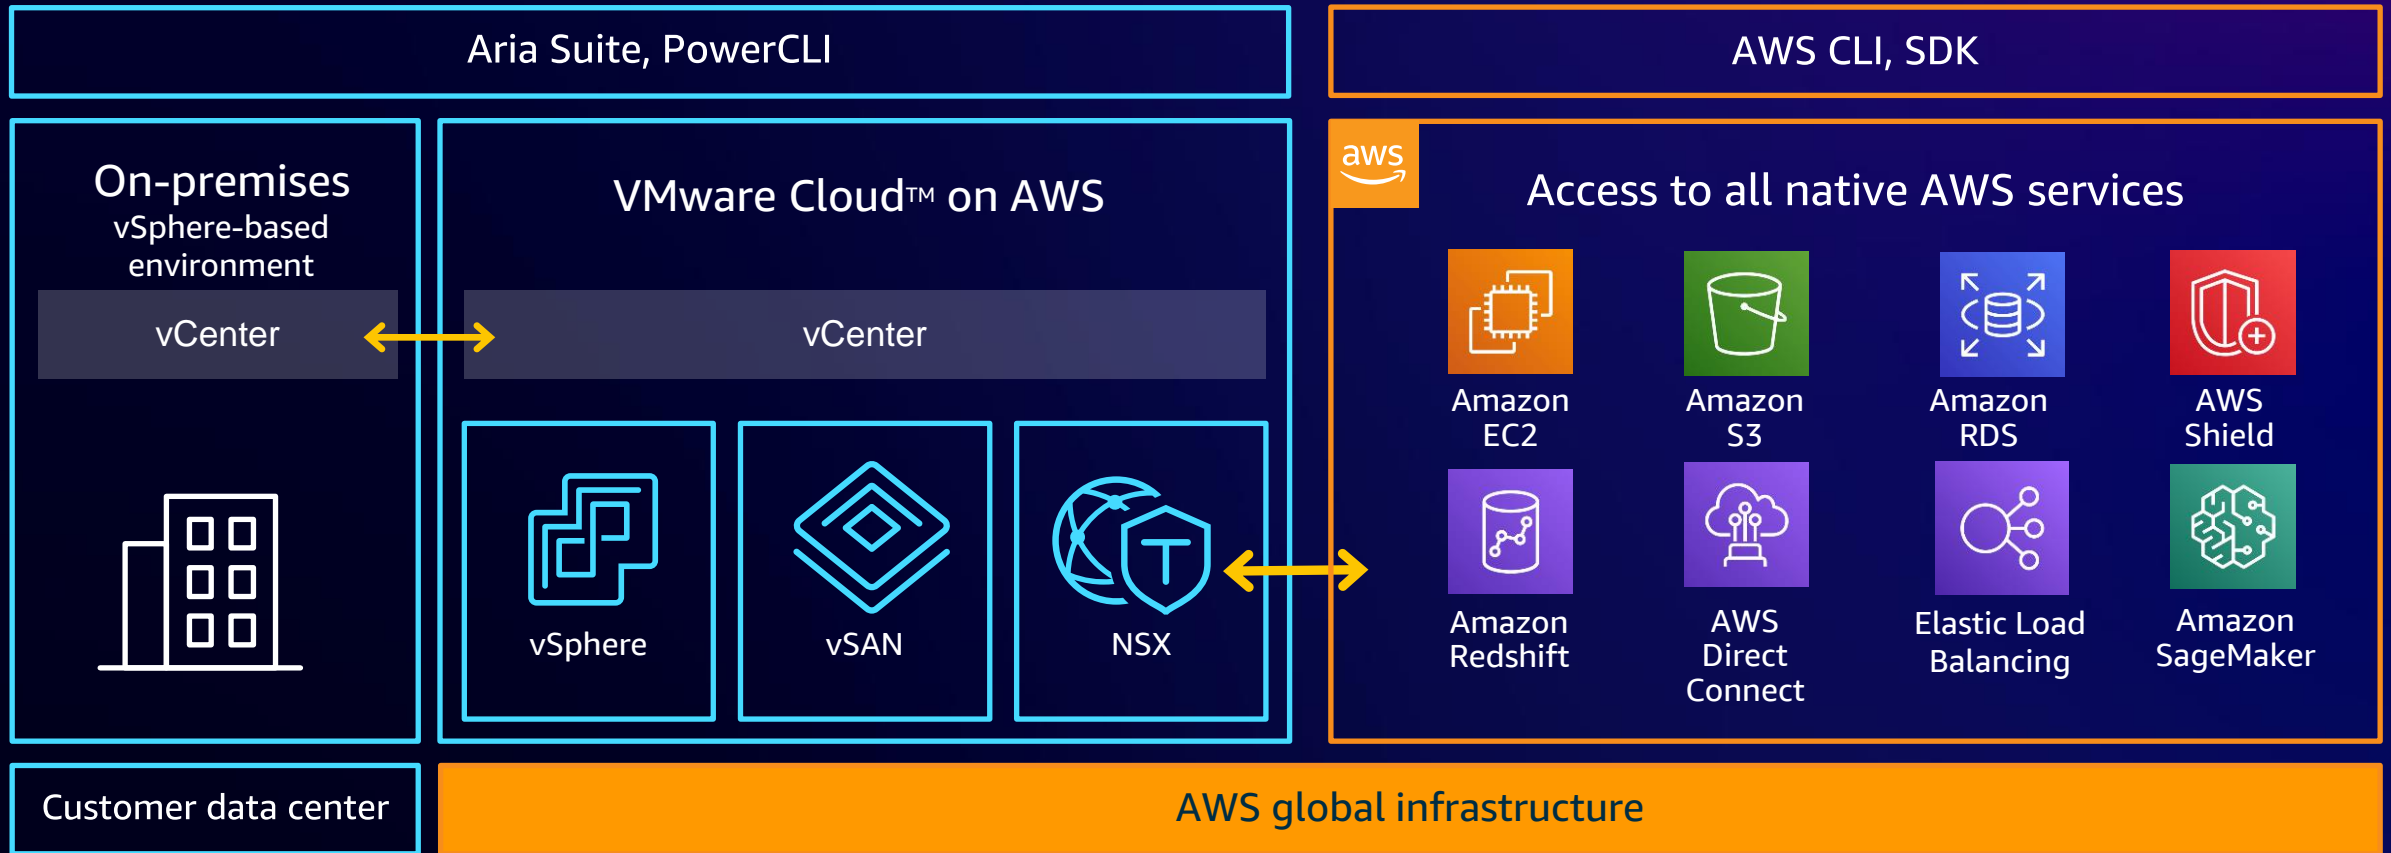 Aria Suite, PowerCLI
AWS CLI, SDK
On-premises
vSphere-based
environment
vCenter
VMware Cloud™ on AWS
vCenter
vSphere
vSAN
NSX
aws
Access to all native AWS services
Amazon
EC2
Amazon
S3
Amazon
RDS
AWS
Shield
Amazon
Redshift
AWS
Direct
Connect
Elastic Load
Balancing
Amazon
SageMaker
Customer data center
AWS global infrastructure